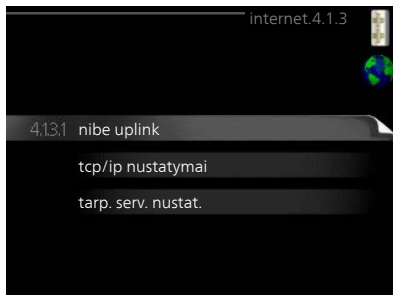 internet 4.1.3
4.1.3.1 nibe uplink
tcp/ip nustatymai
tarp. serv. nustat.